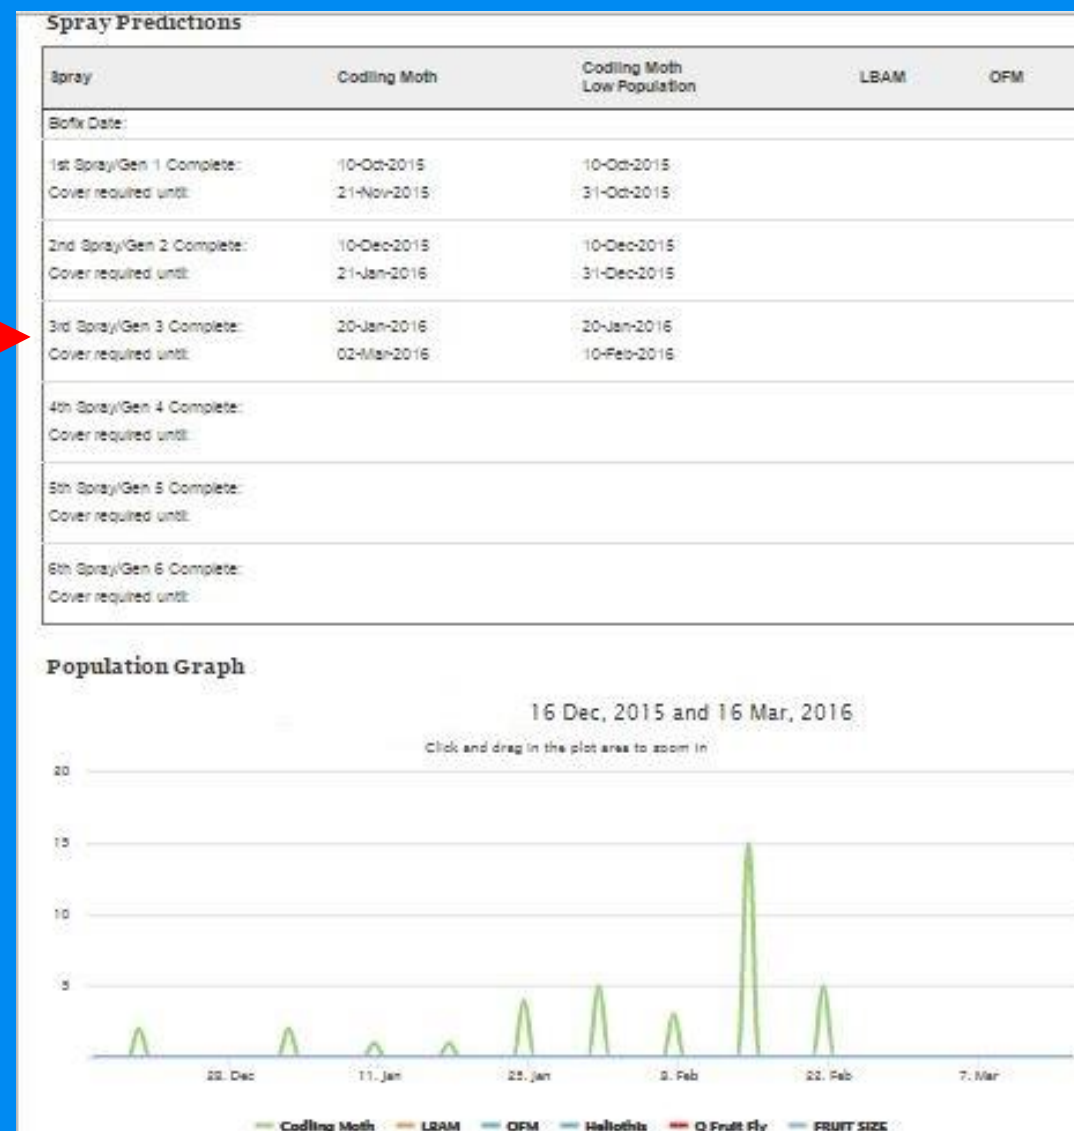 Spray Predictions
Spray Codling Moth Codling Moth Low Population LBAM OFM
Biofix Date:
1st Spray/Gen 1 Complete: 10-Oct-2015 10-Oct-2015
Cover required until: 21-Nov-2015 31-Oct-2015
2nd Spray/Gen 2 Complete: 10-Dec-2015 10-Dec-2015
Cover required until: 21-Jan-2016 31-Dec-2015
3rd Spray/Gen 3 Complete: 20-Jan-2016 20-Jan-2016
Cover required until: 02-Mar-2016 10-Feb-2016
4th Spray/Gen 4 Complete:
Cover required until:
5th Spray/Gen 5 Complete:
Cover required until:
6th Spray/Gen 6 Complete:
Cover required until:
Population Graph
16 Dec, 2015 and 16 Mar, 2016
Click and drag in the plot area to zoom in
20
15
10
5
28. Dec 11. Jan 25. Jan 8. Feb 22. Feb 7. Mar
Codling Moth LBAM OFM Heliothis Q Fruit Fly FRUIT SIZE